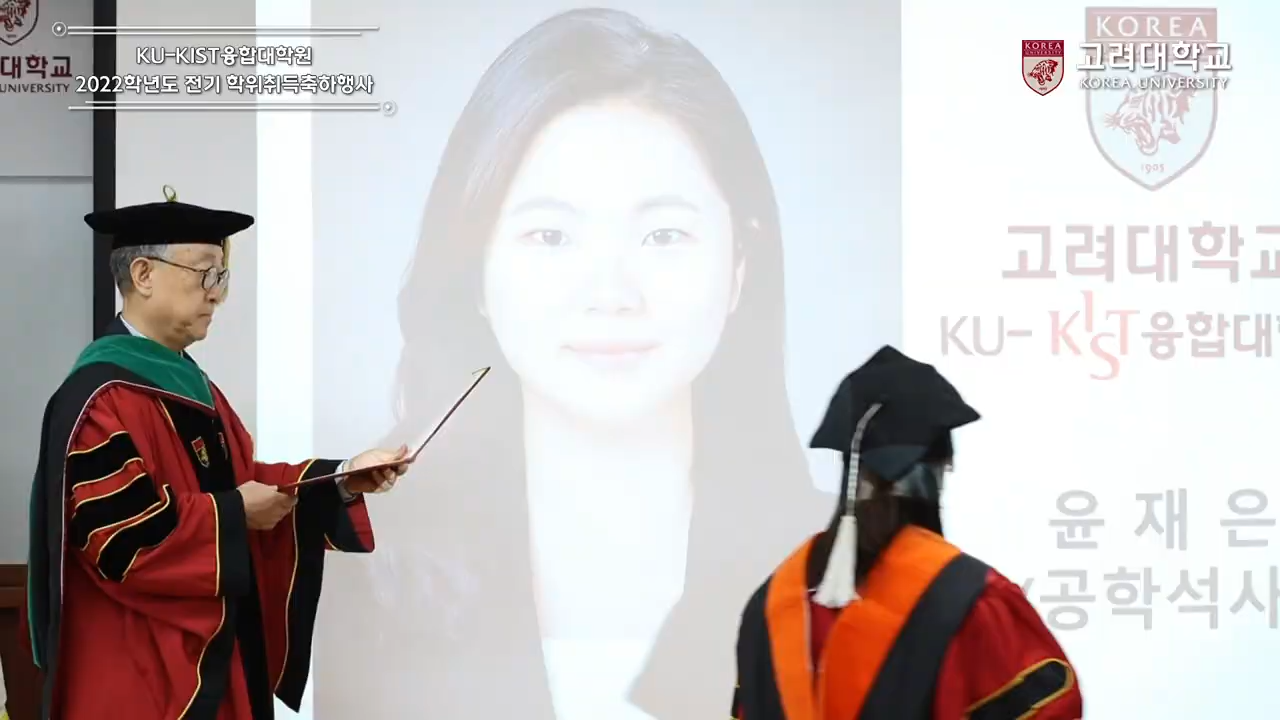 KU-KIST융합대학원
2022학년도 전기 학위취득축하행사
대학교
UNIVERSITY
KOREA
UNIVERSITY
1905
고려대학교
KOREA UNIVERSITY
KOREA
1905
고려대학교
KU- KIST융합대
윤 재 은
공학석사